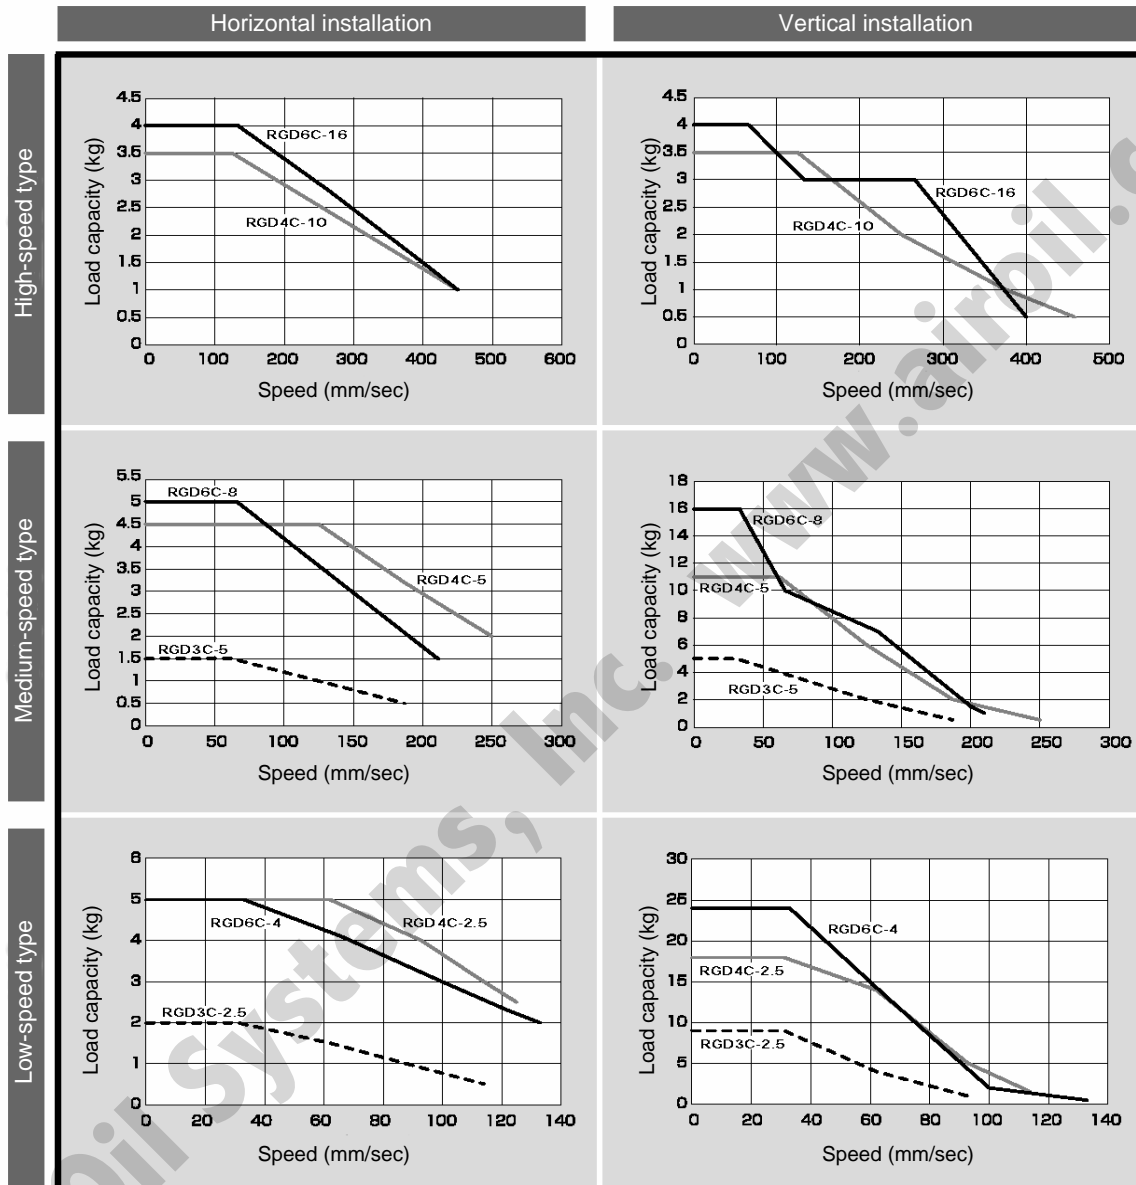 Horizontal installation
Vertical installation
High-speed type
Load capacity (kg)
4.5
4
3.5
3
2.5
2
1.5
1
0.5
0
RGD6C-16
RGD4C-10
0 100 200 300 400 500 600
Speed (mm/sec)
Load capacity (kg)
4.5
4
3.5
3
2.5
2
1.5
1
0.5
0
RGD6C-16
RGD4C-10
0 100 200 300 400 500
Speed (mm/sec)
Medium-speed type
Load capacity (kg)
5.5
5
4.5
4
3.5
3
2.5
2
1.5
1
0.5
0
RGD6C-8
RGD4C-5
RGD3C-5
0 50 100 150 200 250 300
Speed (mm/sec)
Load capacity (kg)
18
16
14
12
10
8
6
4
2
0
RGD6C-8
RGD4C-5
RGD3C-5
0 50 100 150 200 250 300
Speed (mm/sec)
Low-speed type
Load capacity (kg)
6
5
4
3
2
1
0
RGD6C-4
RGD4C-2.5
RGD3C-2.5
0 20 40 60 80 100 120 140
Speed (mm/sec)
Load capacity (kg)
30
25
20
15
10
5
0
RGD6C-4
RGD4C-2.5
RGD3C-2.5
0 20 40 60 80 100 120 140
Speed (mm/sec)
Oil Systems, Inc. www.airoil.c